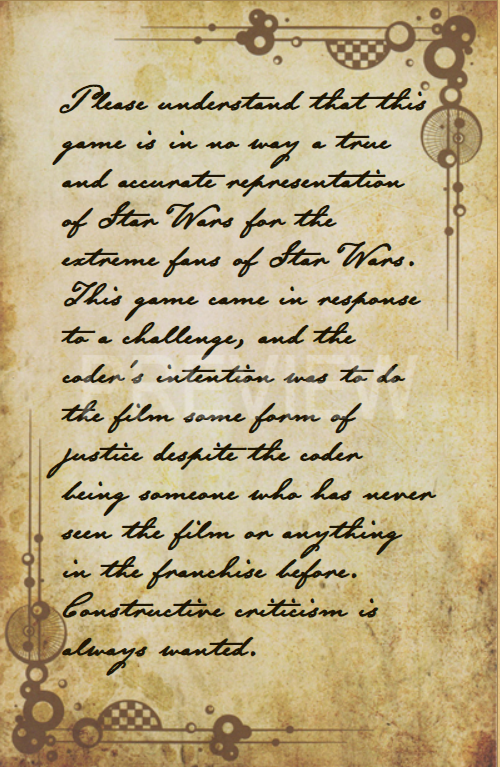 Please understand that this
game is in no way a true
and accurate representation
of Star Wars for the
extreme fans of Star Wars.
This game came in response
to a challenge, and the
coder's intention was to do
PREVIEW
the film some form of
justice despite the coder
being someone who has never
seen the film or anything
in the franchise before.
Constructive criticism is
always wanted.